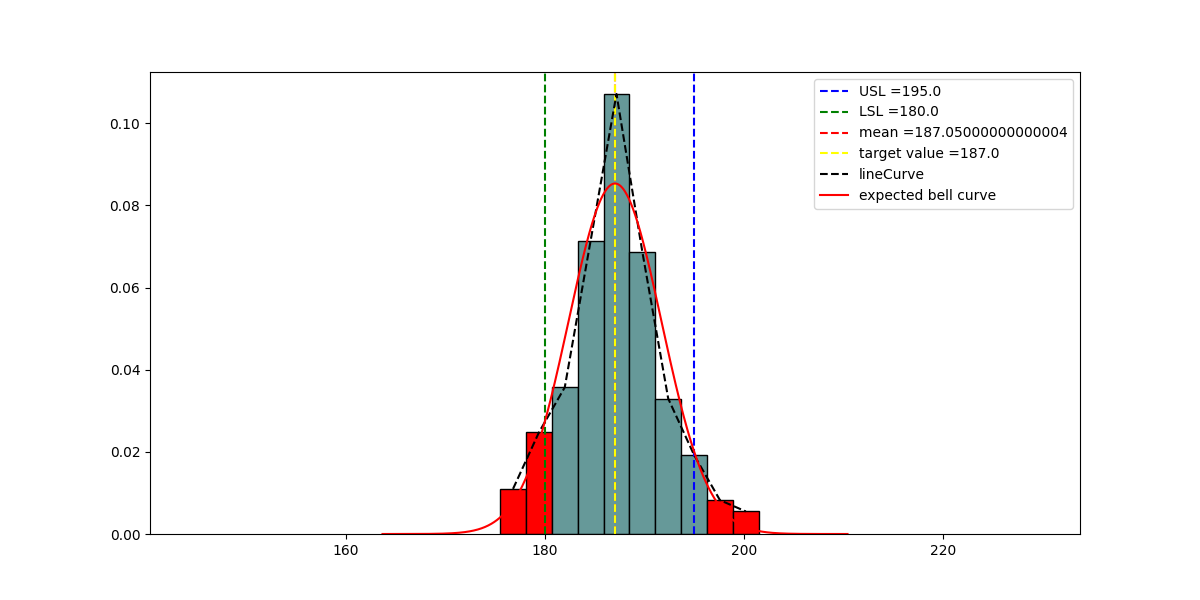 USL =195.0
LSL =180.0
mean =187.05000000000004
target value =187.0
lineCurve
expected bell curve
0.10
0.08
0.06
0.04
0.02
0.00
160
180
200
220